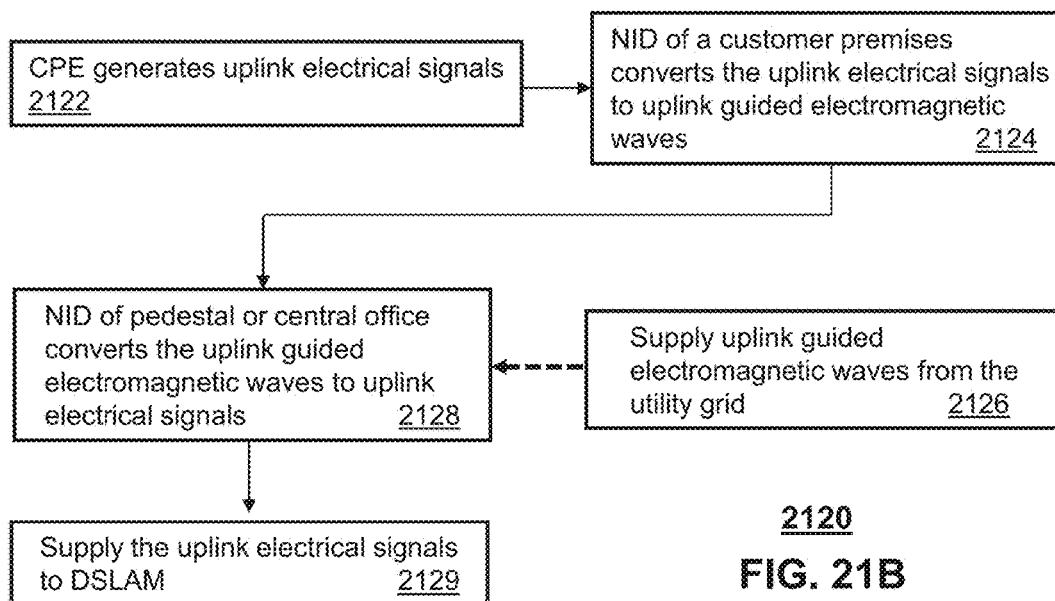 CPE generates uplink electrical signals
2122
NID of a customer premises
converts the uplink electrical signals
to uplink guided electromagnetic
waves 2124
NID of pedestal or central office
converts the uplink guided
electromagnetic waves to uplink
electrical signals 2128
Supply uplink guided
electromagnetic waves from the
utility grid 2126
Supply the uplink electrical signals
to DSLAM 2129
2120
FIG. 21B